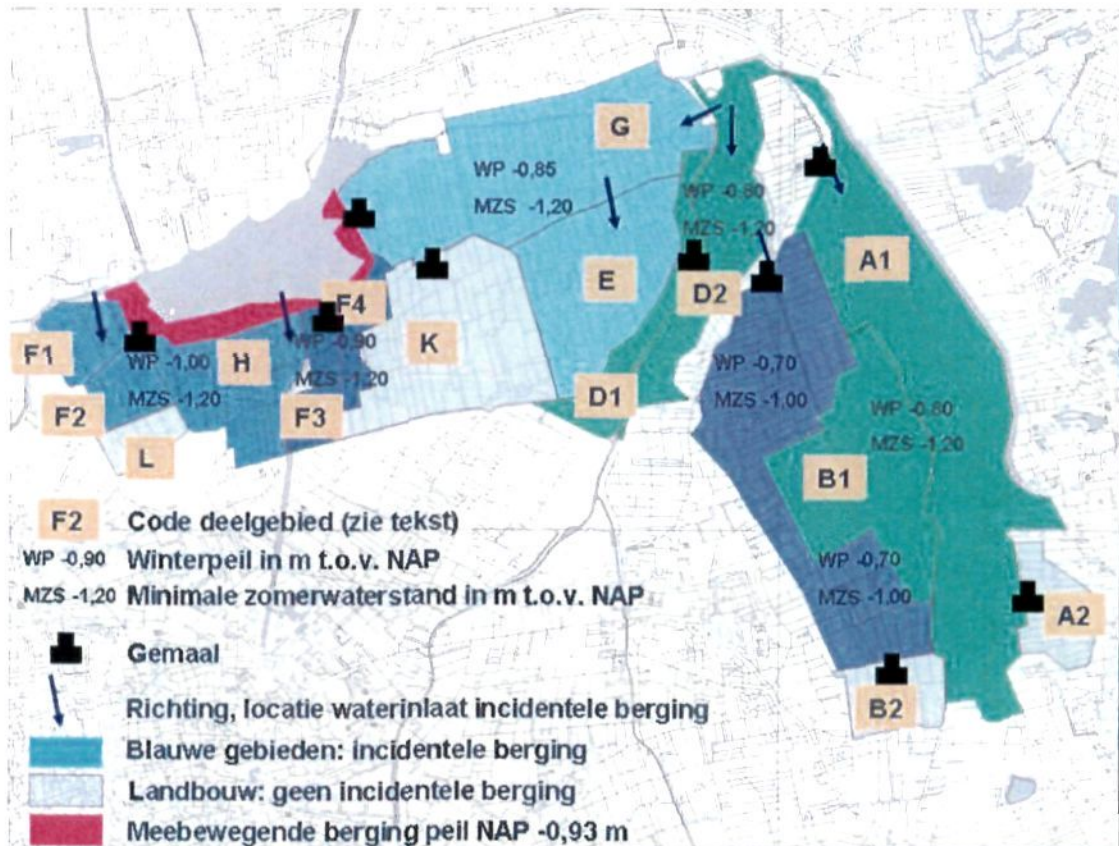 G
WP -0,85
MZS -1,20
WP -0,80
MZS -1,20
A1
E
D2
F4
K
F1
H
WP -0,90
MZS -1,20
WP -1,00
MZS -1,20
WP -0,70
MZS -1,00
D1
F2
F3
L
WP -0,80
MZS -1,20
B1
WP -0,70
MZS -1,00
A2
B2
F2 Code deelgebied (zie tekst)
WP -0,90 Winterpeil in m t.o.v. NAP
MZS -1,20 Minimale zomerwaterstand in m t.o.v. NAP
Gemaal
Richting, locatie waterinlaat incidentele berging
Blauwe gebieden: incidentele berging
Landbouw: geen incidentele berging
Meebewegende berging peil NAP -0,93 m